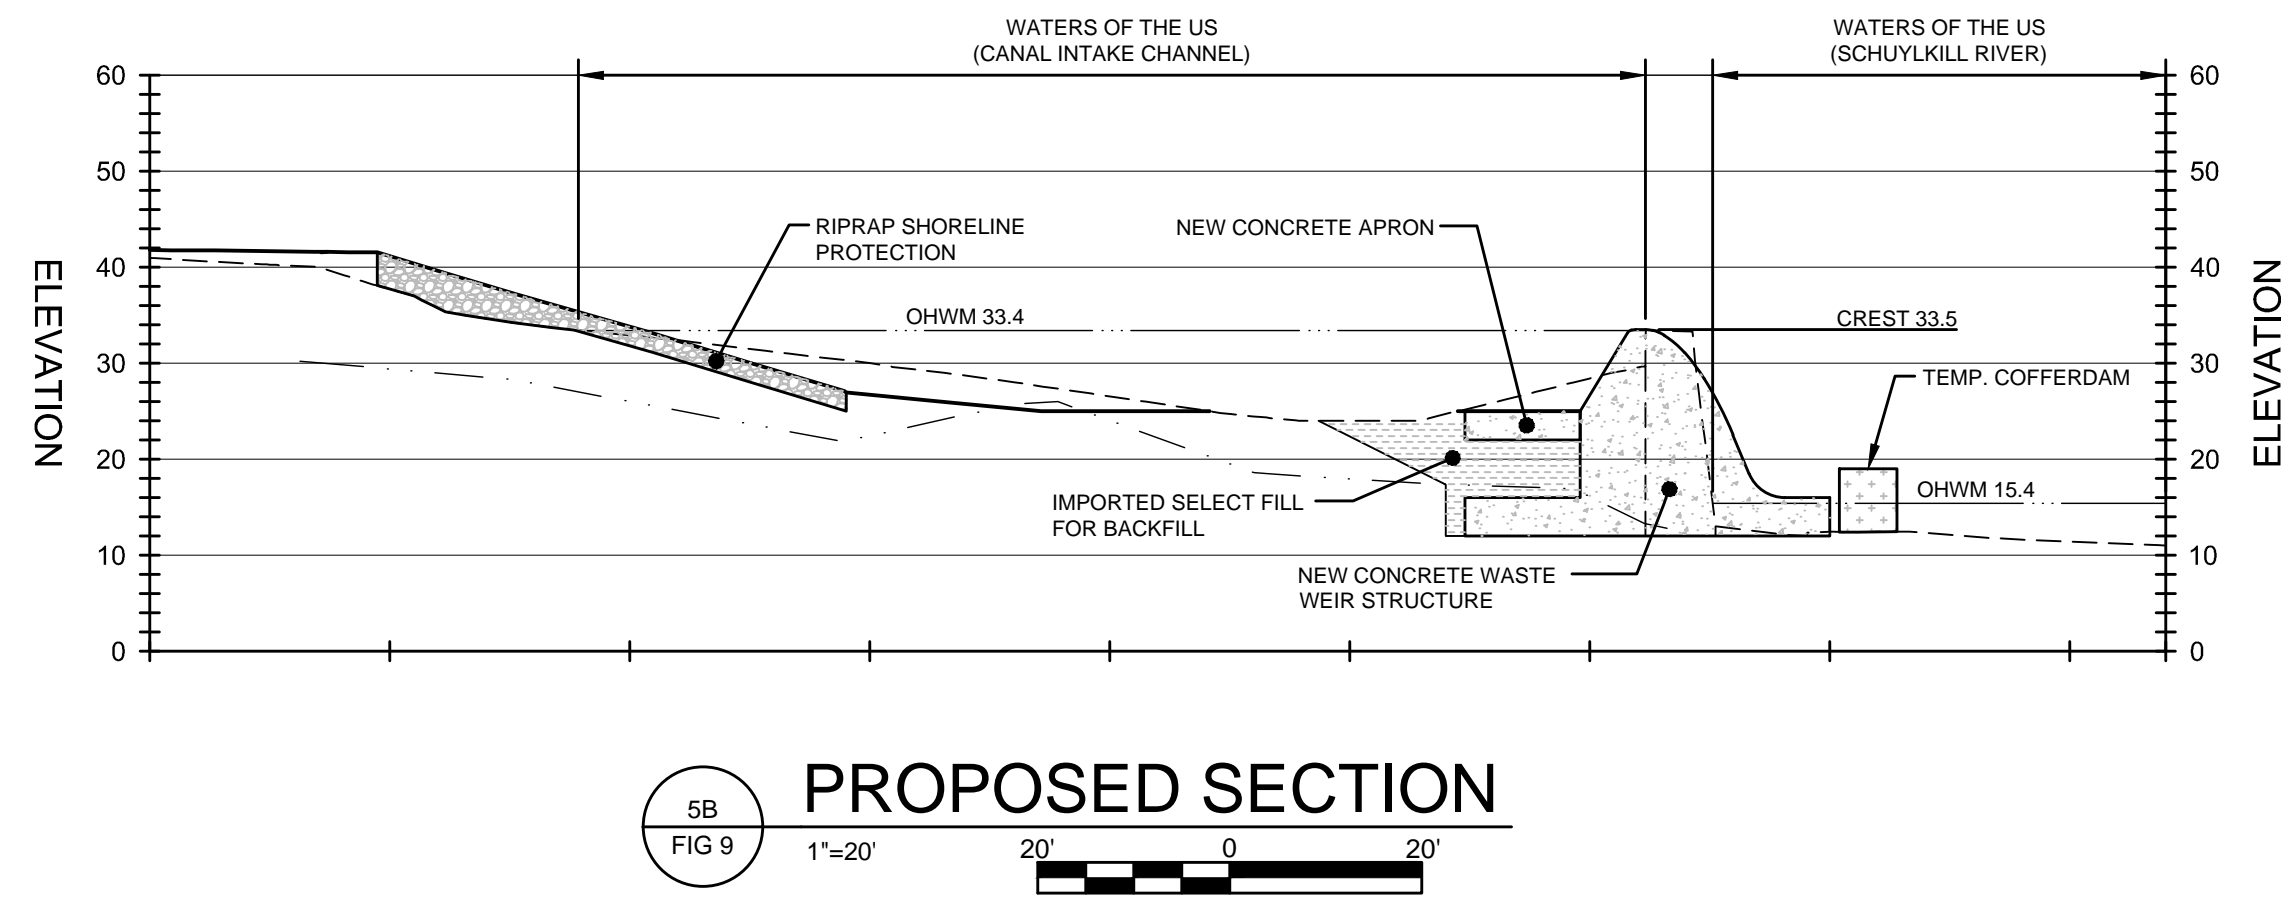 WATERS OF THE US
(CANAL INTAKE CHANNEL)
WATERS OF THE US
(SCHUYLKILL RIVER)
60
60
50
50
RIPRAP SHORELINE
PROTECTION
NEW CONCRETE APRON
40
40
ELEVATION
ELEVATION
OHWM 33.4
CREST 33.5
30
30
TEMP. COFFERDAM
20
20
OHWM 15.4
IMPORTED SELECT FILL
FOR BACKFILL
10
10
NEW CONCRETE WASTE
WEIR STRUCTURE
0
0
5B
FIG 9
PROPOSED SECTION
1"=20'
20'
0
20'